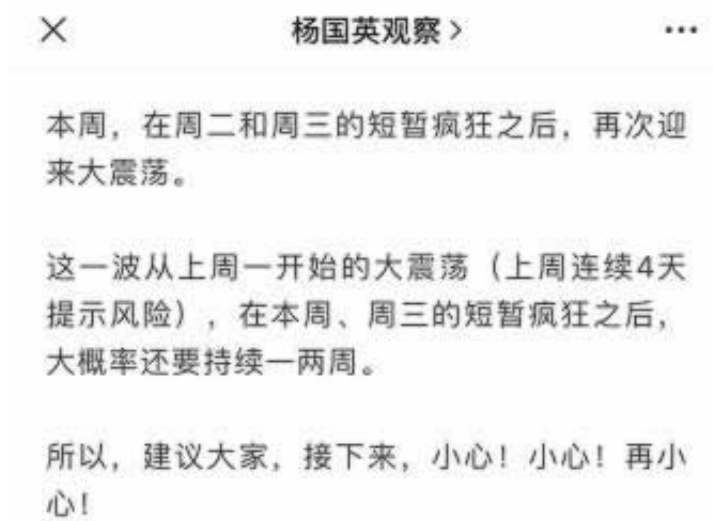 杨国英观察
本周，在周二和周三的短暂疯狂之后，再次迎
来大震荡。
这一波从上周一开始的大震荡（上周连续4天
提示风险），在本周、周三的短暂疯狂之后，
大概率还要持续一两周。
所以，建议大家，接下来，小心！小心！再小
心！